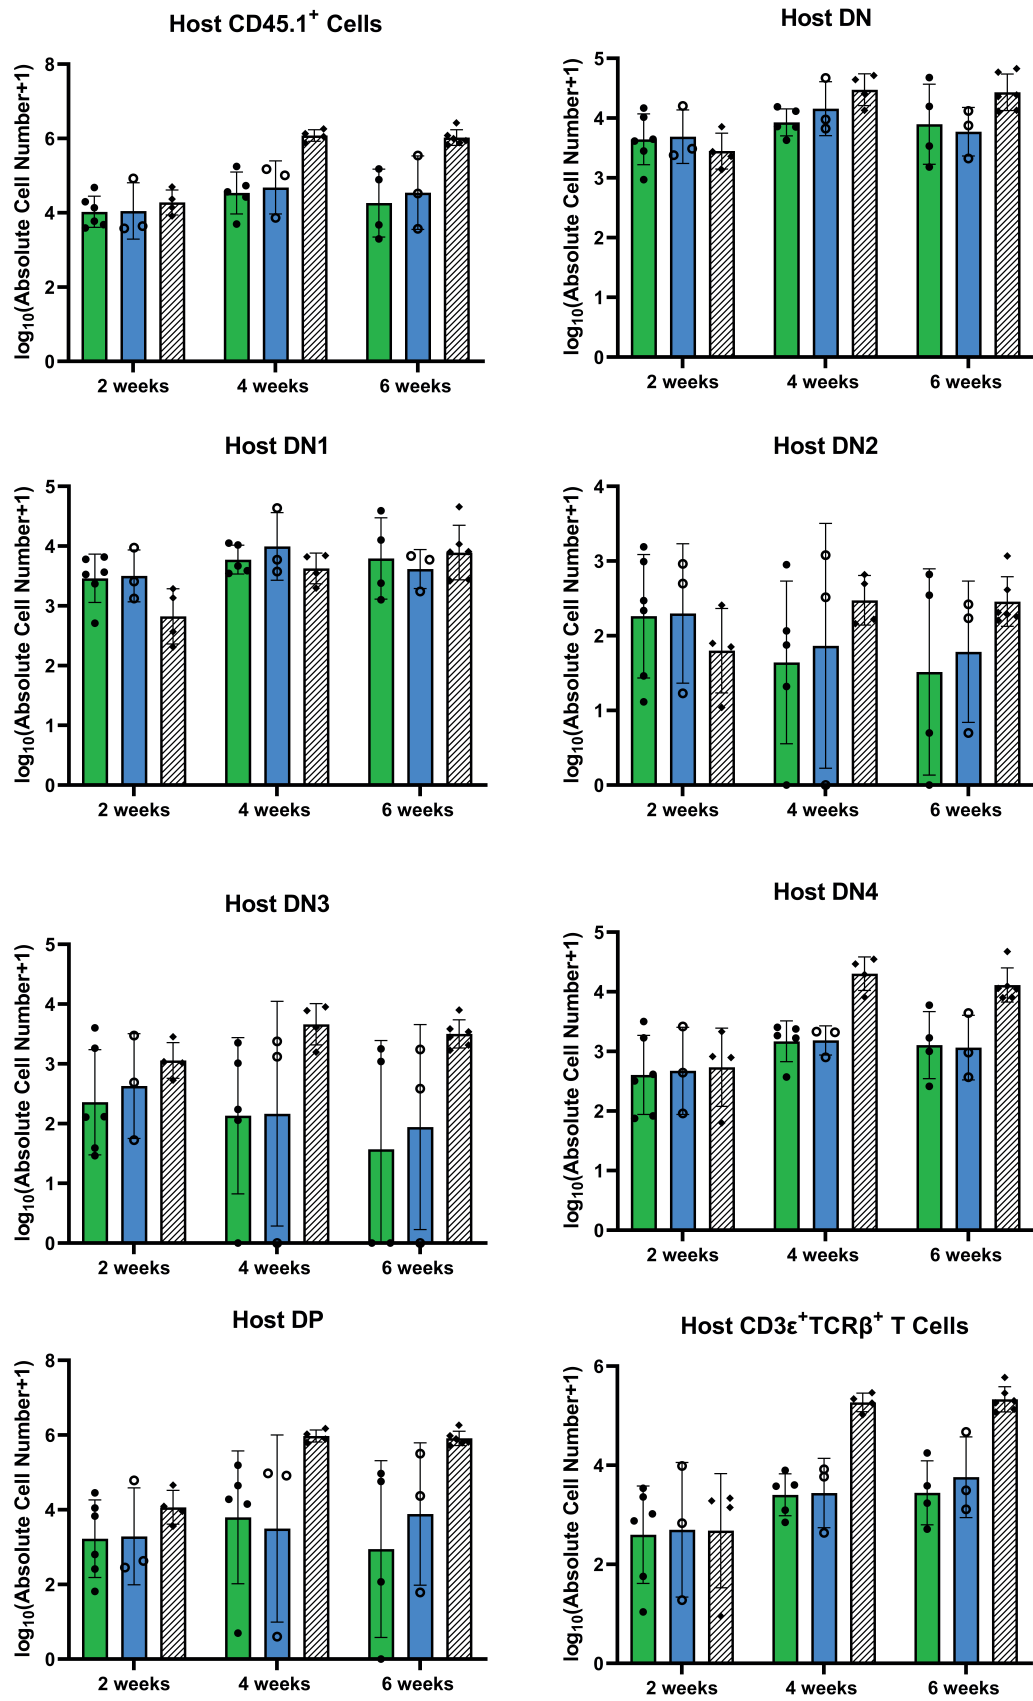 Host CD45.1⁺ Cells
log₁₀(Absolute Cell Number+1)
8
6
4
2
0
2 weeks
4 weeks
6 weeks
Host DN
log₁₀(Absolute Cell Number+1)
5
4
3
2
1
0
2 weeks
4 weeks
6 weeks
Host DN1
log₁₀(Absolute Cell Number+1)
5
4
3
2
1
0
2 weeks
4 weeks
6 weeks
Host DN2
log₁₀(Absolute Cell Number+1)
4
3
2
1
0
2 weeks
4 weeks
6 weeks
Host DN3
log₁₀(Absolute Cell Number+1)
5
4
3
2
1
0
2 weeks
4 weeks
6 weeks
Host DN4
log₁₀(Absolute Cell Number+1)
5
4
3
2
1
0
2 weeks
4 weeks
6 weeks
Host DP
log₁₀(Absolute Cell Number+1)
8
6
4
2
0
2 weeks
4 weeks
6 weeks
Host CD3ε⁺TCRβ⁺ T Cells
log₁₀(Absolute Cell Number+1)
6
4
2
0
2 weeks
4 weeks
6 weeks